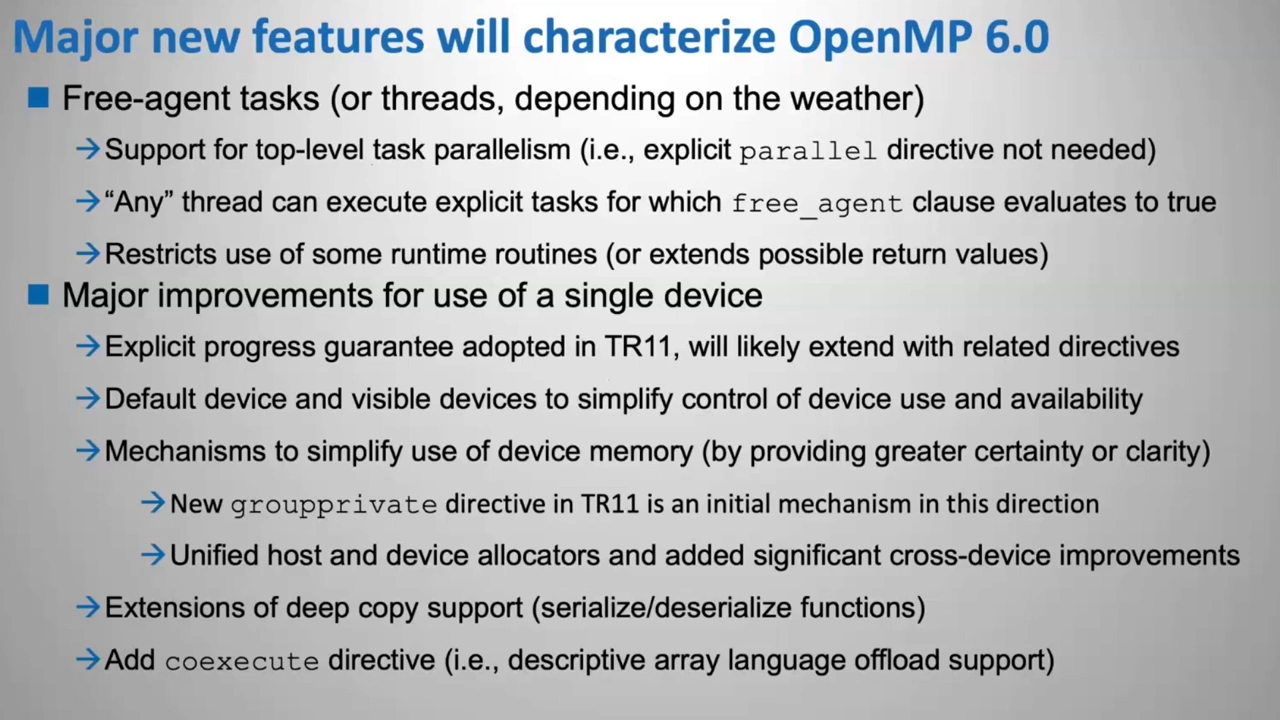 Major new features will characterize OpenMP 6.0
Free-agent tasks (or threads, depending on the weather)
→Support for top-level task parallelism (i.e., explicit parallel directive not needed)
→“Any” thread can execute explicit tasks for which free_agent clause evaluates to true
→Restricts use of some runtime routines (or extends possible return values)
Major improvements for use of a single device
→Explicit progress guarantee adopted in TR11, will likely extend with related directives
→Default device and visible devices to simplify control of device use and availability
→Mechanisms to simplify use of device memory (by providing greater certainty or clarity)
→New groupprivate directive in TR11 is an initial mechanism in this direction
→Unified host and device allocators and added significant cross-device improvements
→Extensions of deep copy support (serialize/deserialize functions)
→Add coexecute directive (i.e., descriptive array language offload support)